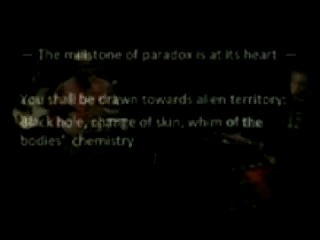 — The millstone of paradox is at its heart —
You shall be drawn towards alien territory:
Black hole, change of skin, whim of the
bodies' chemistry